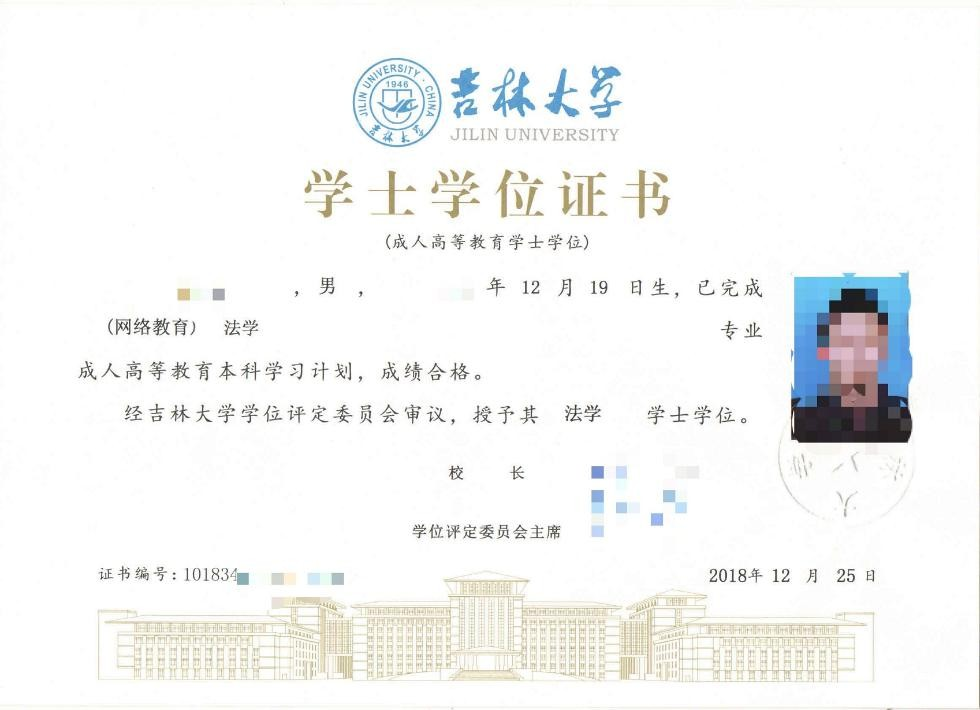 JILIN UNIVERSITY · CHINA
1946
吉林大学
吉林大学
JILIN UNIVERSITY
学士学位证书
(成人高等教育学士学位)
，男，年 12 月 19 日生，已完成
(网络教育) 法学 专业
成人高等教育本科学习计划，成绩合格。
经吉林大学学位评定委员会审议，授予其 法学 学士学位。
校 长
学位评定委员会主席
证书编号：101834
2018年 12 月 25 日